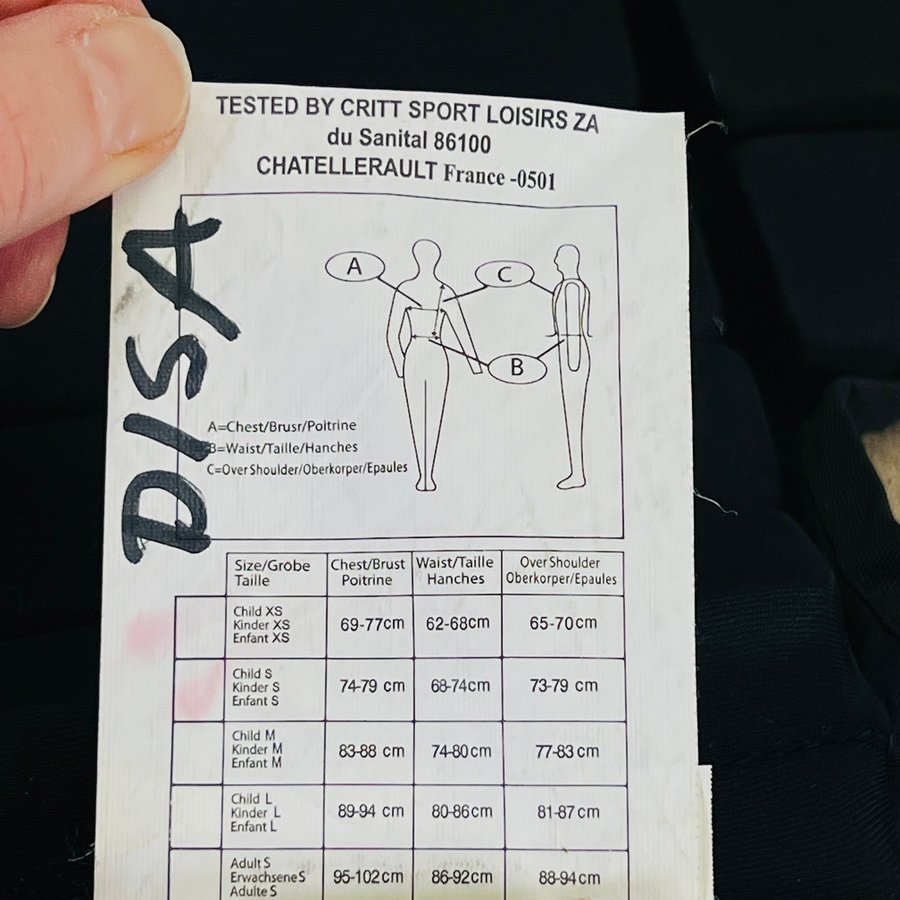 TESTED BY CRITT SPORT LOISIRS ZA
du Sanital 86100
CHATELLERAULT France -0501
DISA
A
C
B
A=Chest/Brusr/Poitrine
B=Waist/Taille/Hanches
C=Over Shoulder/Oberkorper/Epaules
Size/Grobe Taille
Chest/Brust Poitrine
Waist/Taille Hanches
Over Shoulder Oberkorper/Epaules
Child XS
Kinder XS
Enfant XS
69-77cm
62-68cm
65-70cm
Child S
Kinder S
Enfant S
74-79 cm
68-74cm
73-79 cm
Child M
Kinder M
Enfant M
83-88 cm
74-80cm
77-83 cm
Child L
Kinder L
Enfant L
89-94 cm
80-86cm
81-87cm
Adult S
Erwachsene S
Adulte S
95-102cm
86-92cm
88-94cm